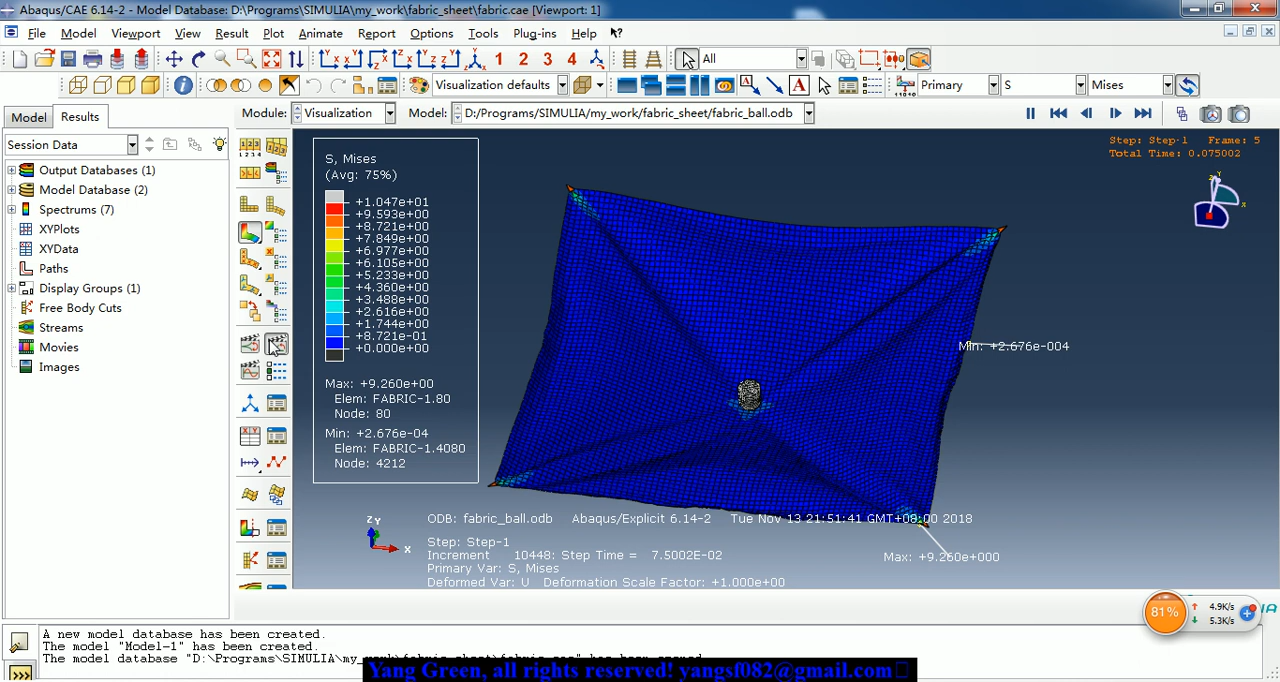 Abaqus/CAE 6.14-2 - Model Database: D:\Programs\SIMULIA\my_work\fabric_sheet\fabric.cae [Viewport: 1]
File Model Viewport View Result Plot Animate Report Options Tools Plug-ins Help
1 2 3 4 All
Visualization defaults Primary S Mises
Model Results Module: Visualization Model: D:/Programs/SIMULIA/my_work/fabric_sheet/fabric_ball.odb
Session Data
Output Databases (1)
Model Database (2)
Spectrums (7)
XYPlots
XYData
Paths
Display Groups (1)
Free Body Cuts
Streams
Movies
Images
S, Mises
(Avg: 75%)
+1.047e+01
+9.593e+00
+8.721e+00
+7.849e+00
+6.977e+00
+6.105e+00
+5.233e+00
+4.360e+00
+3.488e+00
+2.616e+00
+1.744e+00
+8.721e-01
+0.000e+00
Max: +9.260e+00
Elem: FABRIC-1.80
Node: 80
Min: +2.676e-04
Elem: FABRIC-1.4080
Node: 4212
Step: Step-1 Frame: 5
Total Time: 0.075002
Min: +2.676e-004
Max: +9.260e+000
ODB: fabric_ball.odb Abaqus/Explicit 6.14-2 Tue Nov 13 21:51:41 GMT+08:00 2018
Step: Step-1
Increment 10448: Step Time = 7.5002E-02
Primary Var: S, Mises
Deformed Var: U Deformation Scale Factor: +1.000e+00
Z Y
X
81% 4.9K/s
5.3K/s
A new model database has been created.
The model "Model-1" has been created.
The model database "D:\Programs\SIMULIA\my_work\fabric_sheet\fabric.cae" has been opened.
Yang Green, all rights reserved! yangsf082@gmail.com